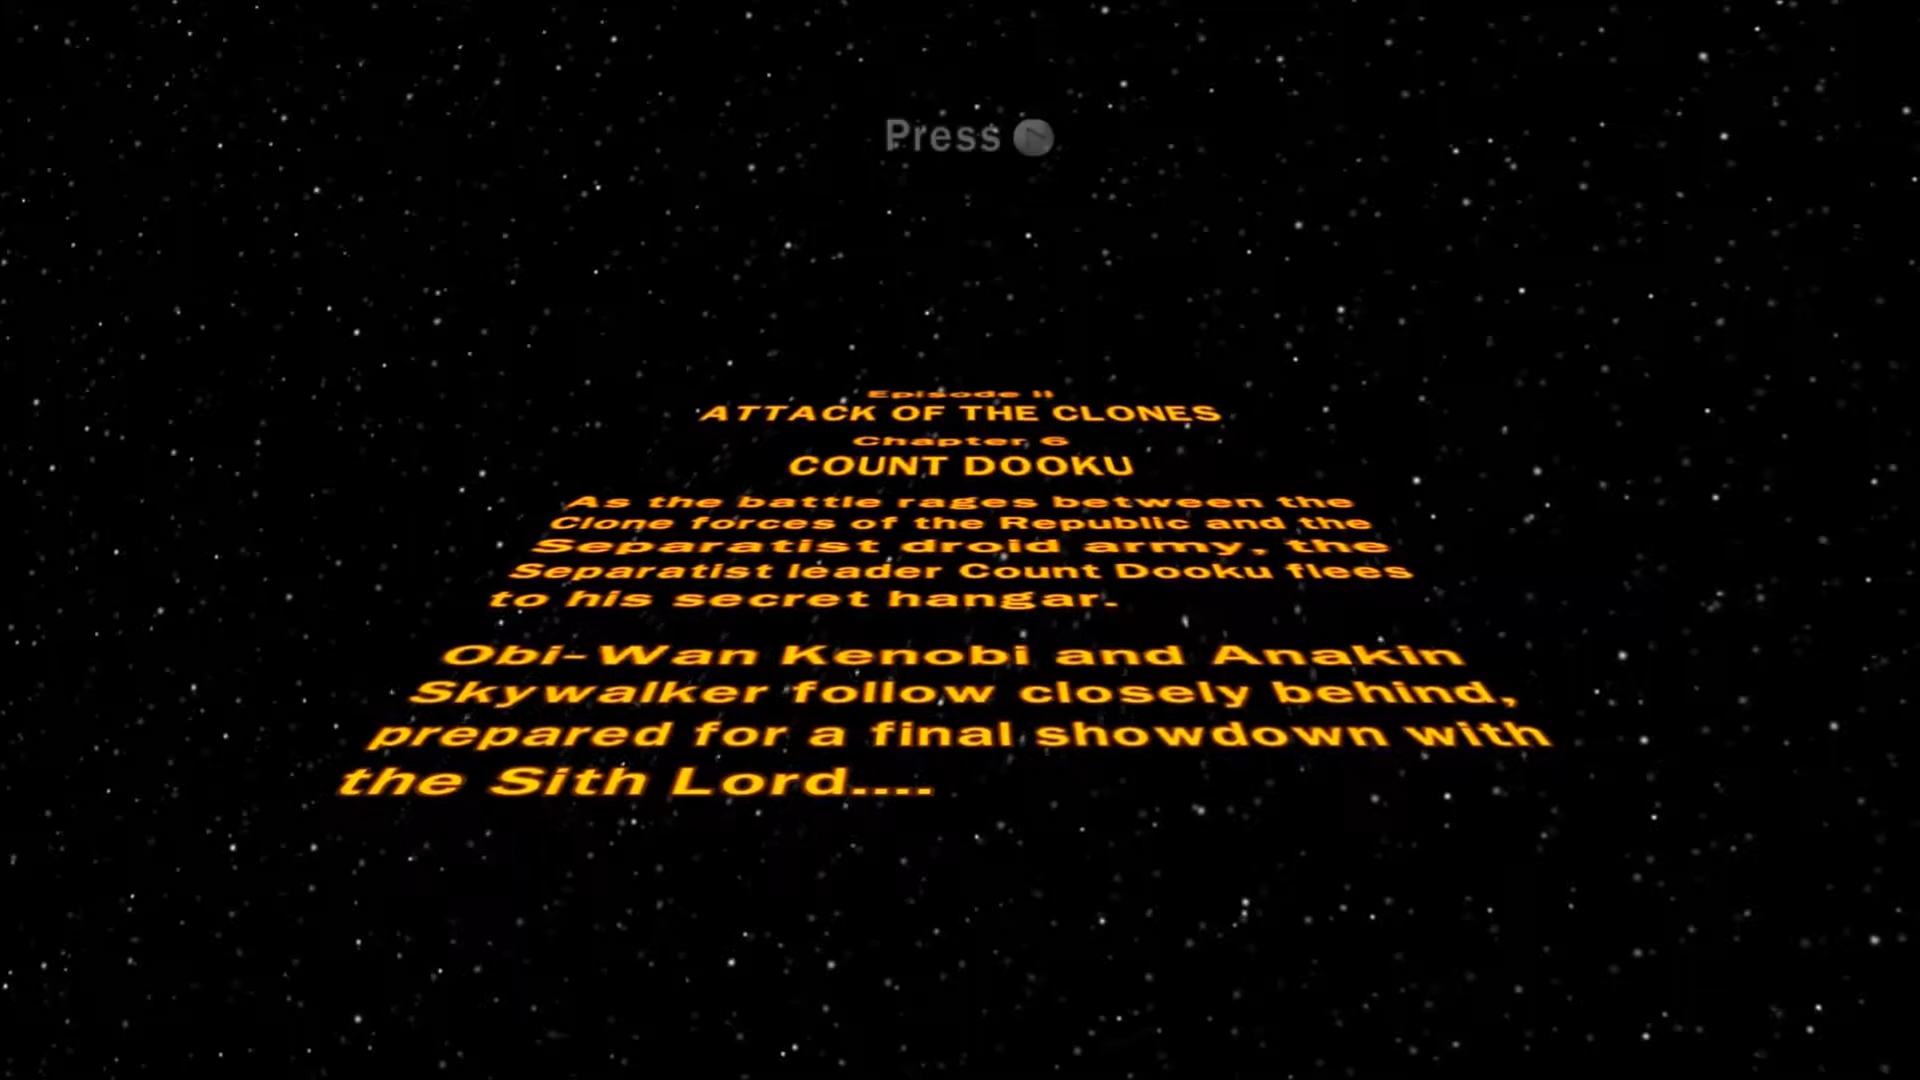 Press
Episode II
ATTACK OF THE CLONES
Chapter 6
COUNT DOOKU
As the battle rages between the
Clone forces of the Republic and the
Separatist droid army, the
Separatist leader Count Dooku flees
to his secret hangar.
Obi-Wan Kenobi and Anakin
Skywalker follow closely behind,
prepared for a final showdown with
the Sith Lord....